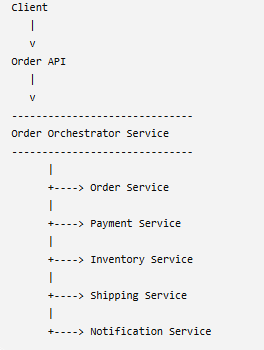 Client
|
v
Order API
|
v
------------------------------
Order Orchestrator Service
------------------------------
|
+----> Order Service
|
+----> Payment Service
|
+----> Inventory Service
|
+----> Shipping Service
|
+----> Notification Service